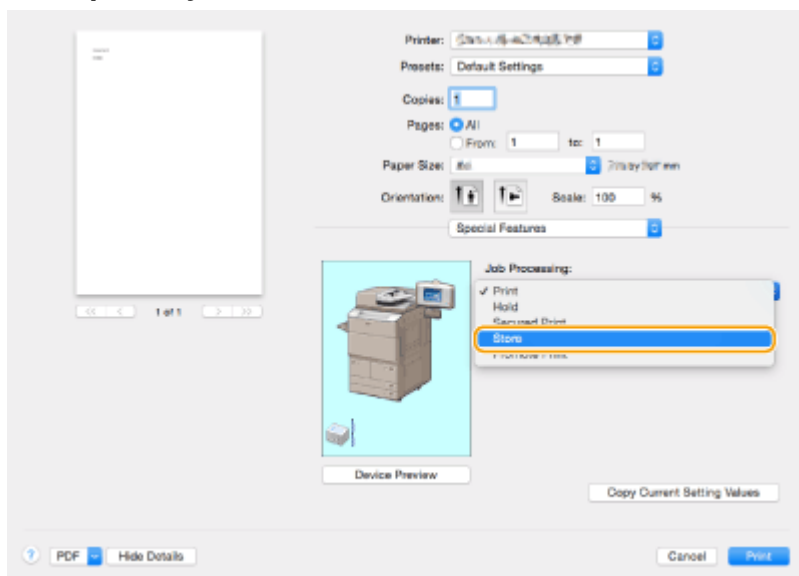 Printer:
Presets: Default Settings
Copies: 1
Pages: All
From: 1 to: 1
Paper Size:
Orientation: Scale: 100 %
Special Features
Job Processing:
Print
Hold
Secured Print
Store
1 of 1
Device Preview
Copy Current Setting Values
? PDF Hide Details Cancel Print